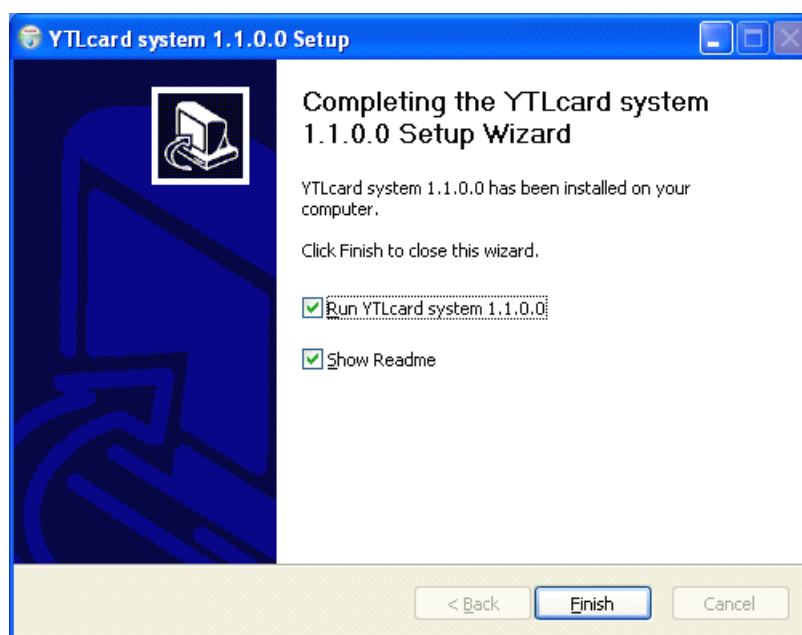 YTLcard system 1.1.0.0 Setup
Completing the YTLcard system
1.1.0.0 Setup Wizard
YTLcard system 1.1.0.0 has been installed on your
computer.
Click Finish to close this wizard.
Run YTLcard system 1.1.0.0
Show Readme
< Back
Finish
Cancel